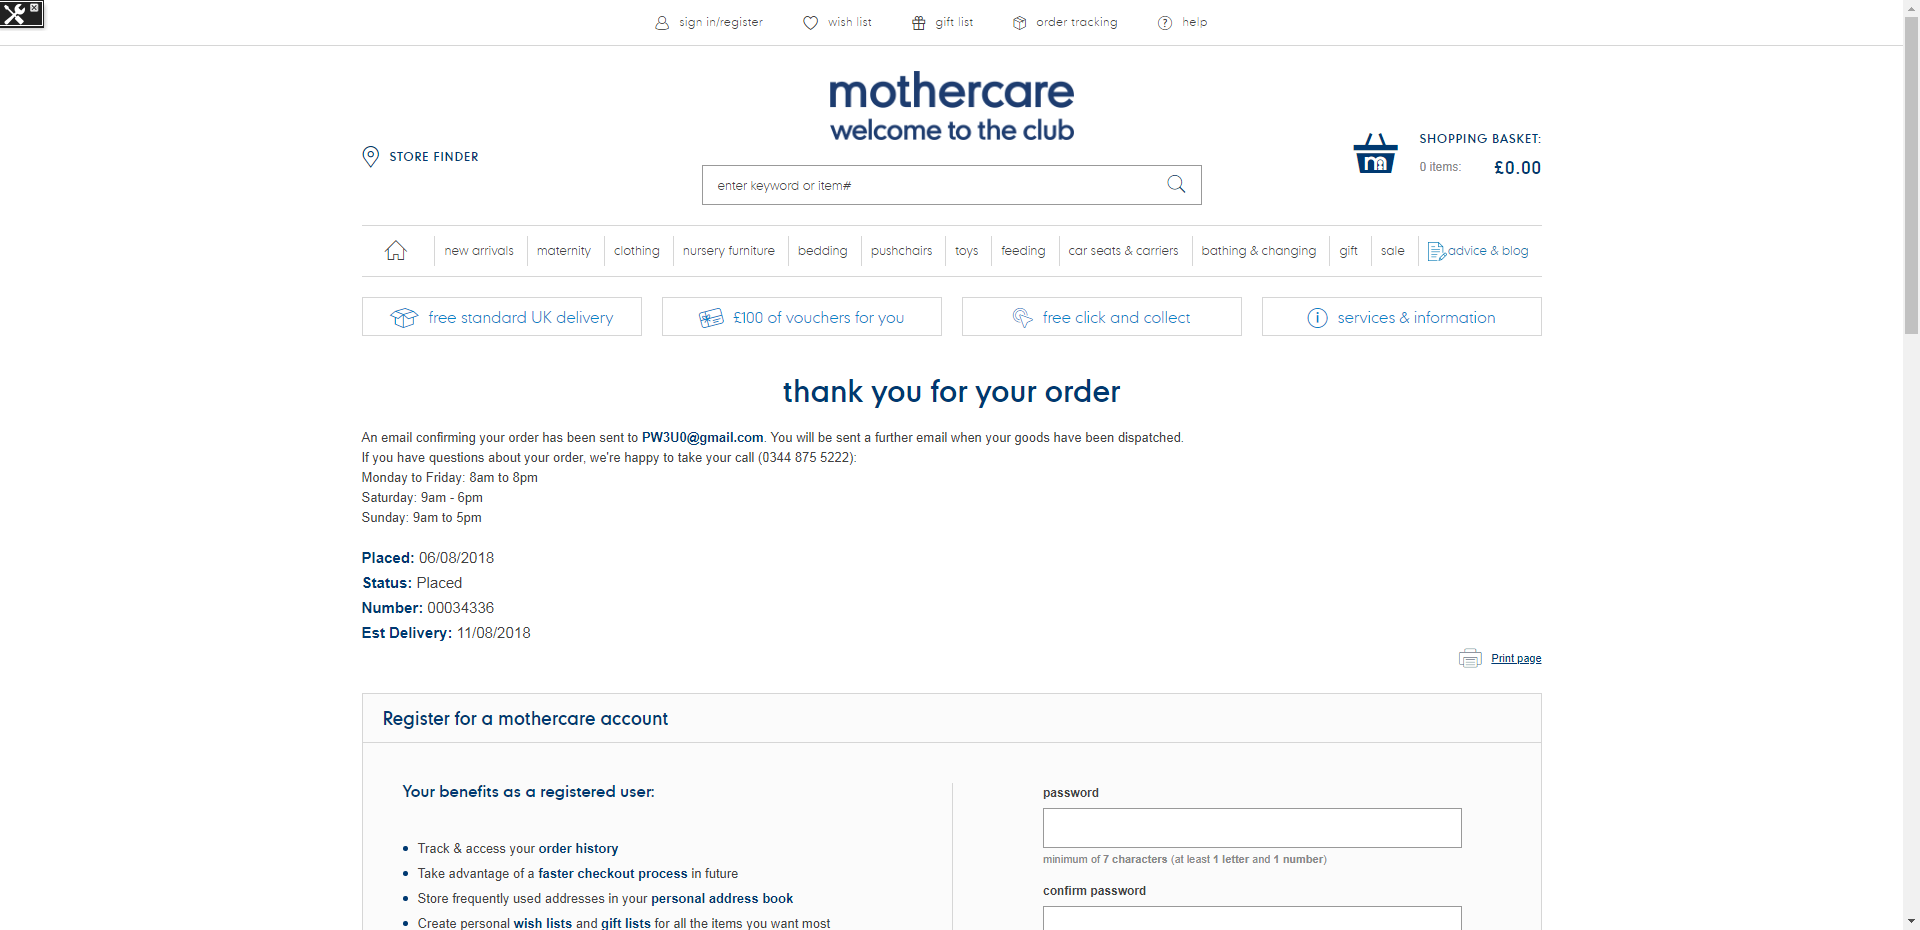 sign in/register
wish list
gift list
order tracking
help
mothercare
welcome to the club
STORE FINDER
enter keyword or item#
SHOPPING BASKET:
0 items: £0.00
new arrivals
maternity
clothing
nursery furniture
bedding
pushchairs
toys
feeding
car seats & carriers
bathing & changing
gift
sale
advice & blog
free standard UK delivery
£100 of vouchers for you
free click and collect
services & information
thank you for your order
An email confirming your order has been sent to PW3U0@gmail.com. You will be sent a further email when your goods have been dispatched.
If you have questions about your order, we're happy to take your call (0344 875 5222):
Monday to Friday: 8am to 8pm
Saturday: 9am - 6pm
Sunday: 9am to 5pm
Placed: 06/08/2018
Status: Placed
Number: 00034336
Est Delivery: 11/08/2018
Print page
Register for a mothercare account
Your benefits as a registered user:
Track & access your order history
Take advantage of a faster checkout process in future
Store frequently used addresses in your personal address book
Create personal wish lists and gift lists for all the items you want most
password
minimum of 7 characters (at least 1 letter and 1 number)
confirm password